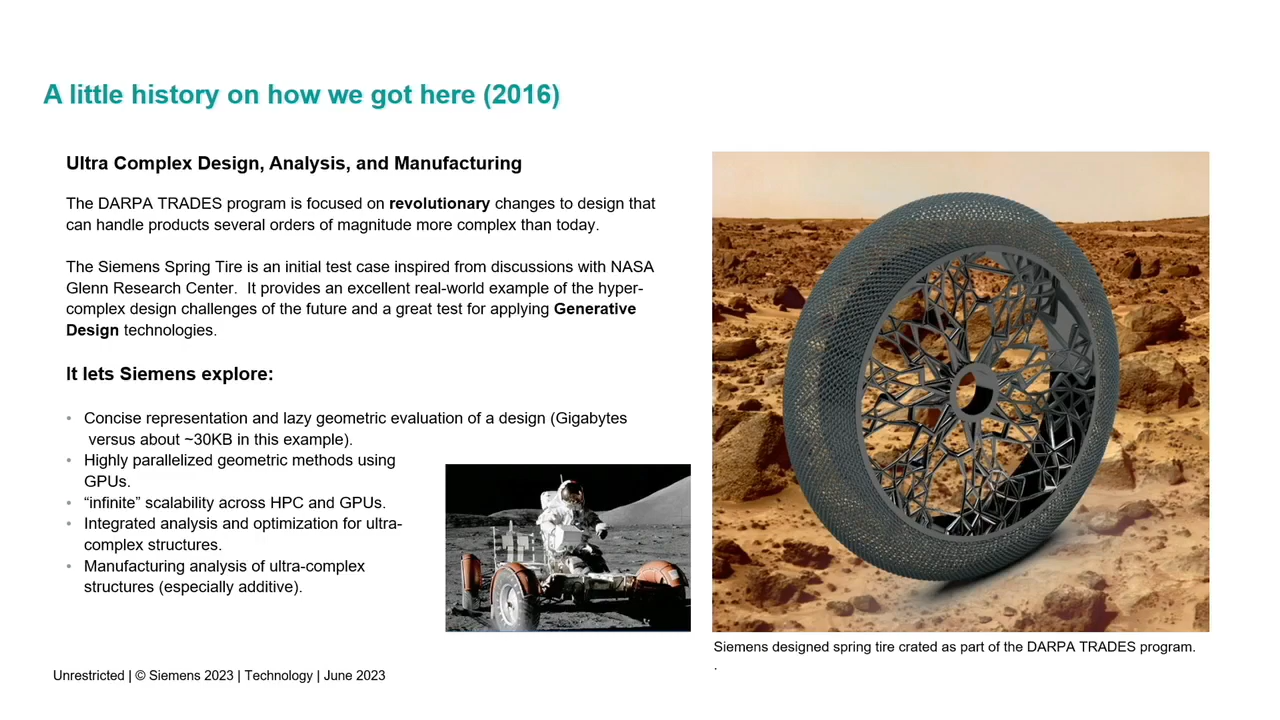 A little history on how we got here (2016)
Ultra Complex Design, Analysis, and Manufacturing
The DARPA TRADES program is focused on revolutionary changes to design that
can handle products several orders of magnitude more complex than today.
The Siemens Spring Tire is an initial test case inspired from discussions with NASA
Glenn Research Center.  It provides an excellent real-world example of the hyper-
complex design challenges of the future and a great test for applying Generative
Design technologies.
It lets Siemens explore:
• Concise representation and lazy geometric evaluation of a design (Gigabytes
versus about ~30KB in this example).
• Highly parallelized geometric methods using
GPUs.
• “infinite” scalability across HPC and GPUs.
• Integrated analysis and optimization for ultra-
complex structures.
• Manufacturing analysis of ultra-complex
structures (especially additive).
Siemens designed spring tire crated as part of the DARPA TRADES program.
.
Unrestricted | © Siemens 2023 | Technology | June 2023